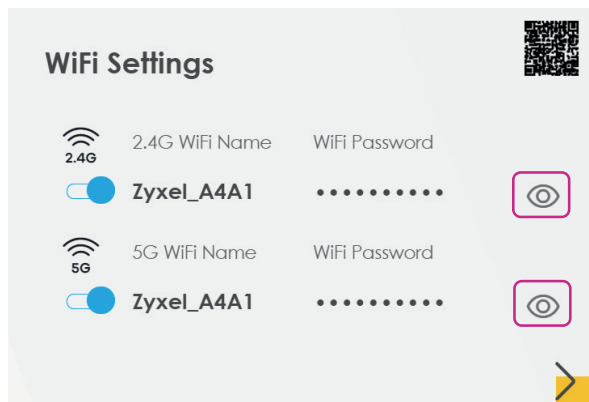 WiFi Settings
2.4G WiFi Name WiFi Password
2.4G
Zyxel_A4A1 ••••••••••
5G WiFi Name WiFi Password
5G
Zyxel_A4A1 ••••••••••